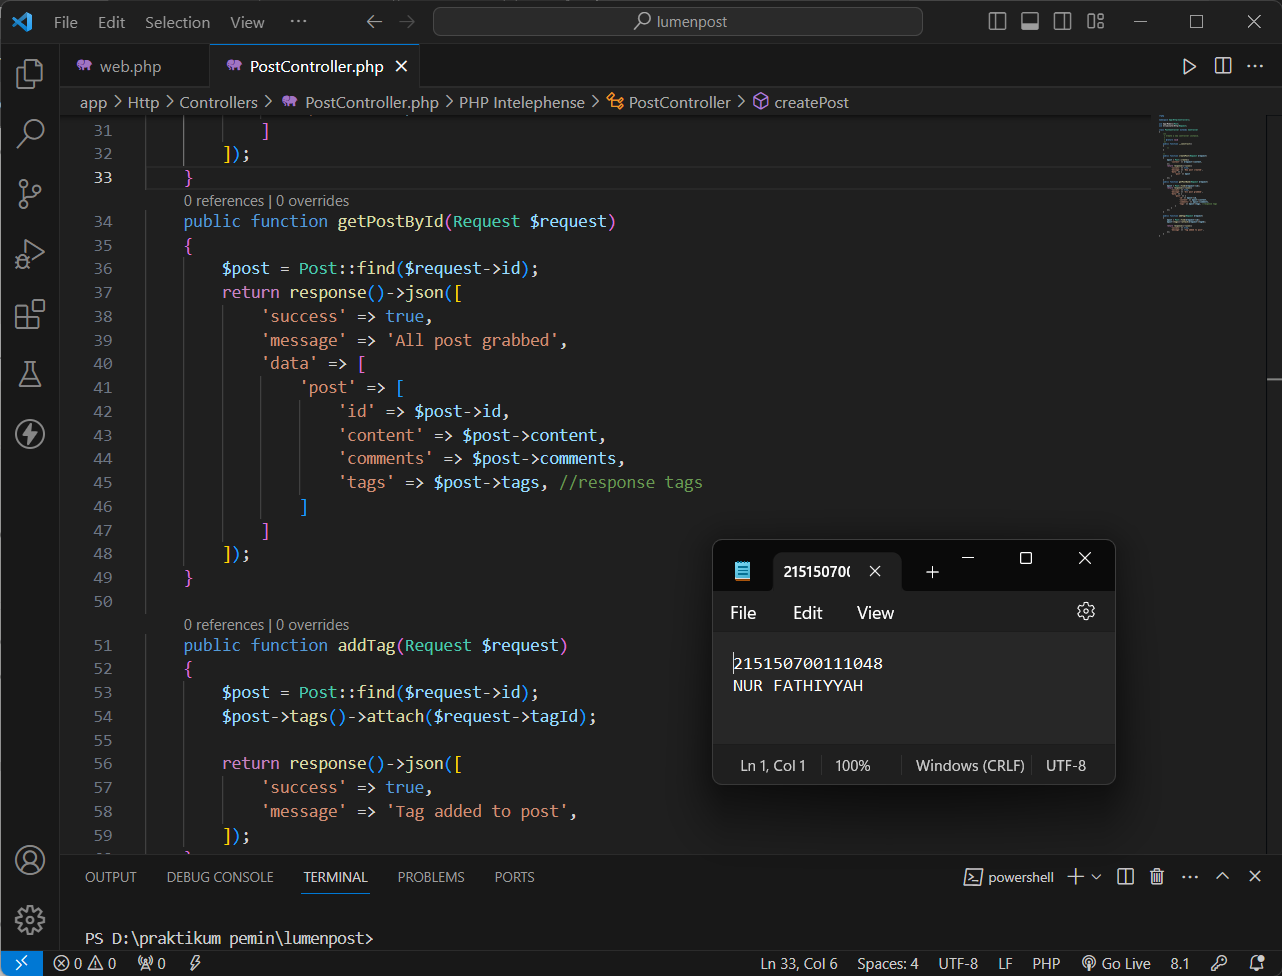 File Edit Selection View ··· lumenpost
web.php PostController.php
app > Http > Controllers > PostController.php > PHP Intelephense > PostController > createPost
31 ]
32 ]);
33 }
0 references | 0 overrides
34 public function getPostById(Request $request)
35 {
36 $post = Post::find($request->id);
37 return response()->json([
38 'success' => true,
39 'message' => 'All post grabbed',
40 'data' => [
41 'post' => [
42 'id' => $post->id,
43 'content' => $post->content,
44 'comments' => $post->comments,
45 'tags' => $post->tags, //response tags
46 ]
47 ]
48 ]);
49 }
50
0 references | 0 overrides
51 public function addTag(Request $request)
52 {
53 $post = Post::find($request->id);
54 $post->tags()->attach($request->tagId);
55
56 return response()->json([
57 'success' => true,
58 'message' => 'Tag added to post',
59 ]);
21515070
File Edit View
215150700111048
NUR FATHIYYAH
Ln 1, Col 1 100% Windows (CRLF) UTF-8
OUTPUT DEBUG CONSOLE TERMINAL PROBLEMS PORTS powershell
PS D:\praktikum pemin\lumenpost>
0 0 0 Ln 33, Col 6 Spaces: 4 UTF-8 LF PHP Go Live 8.1